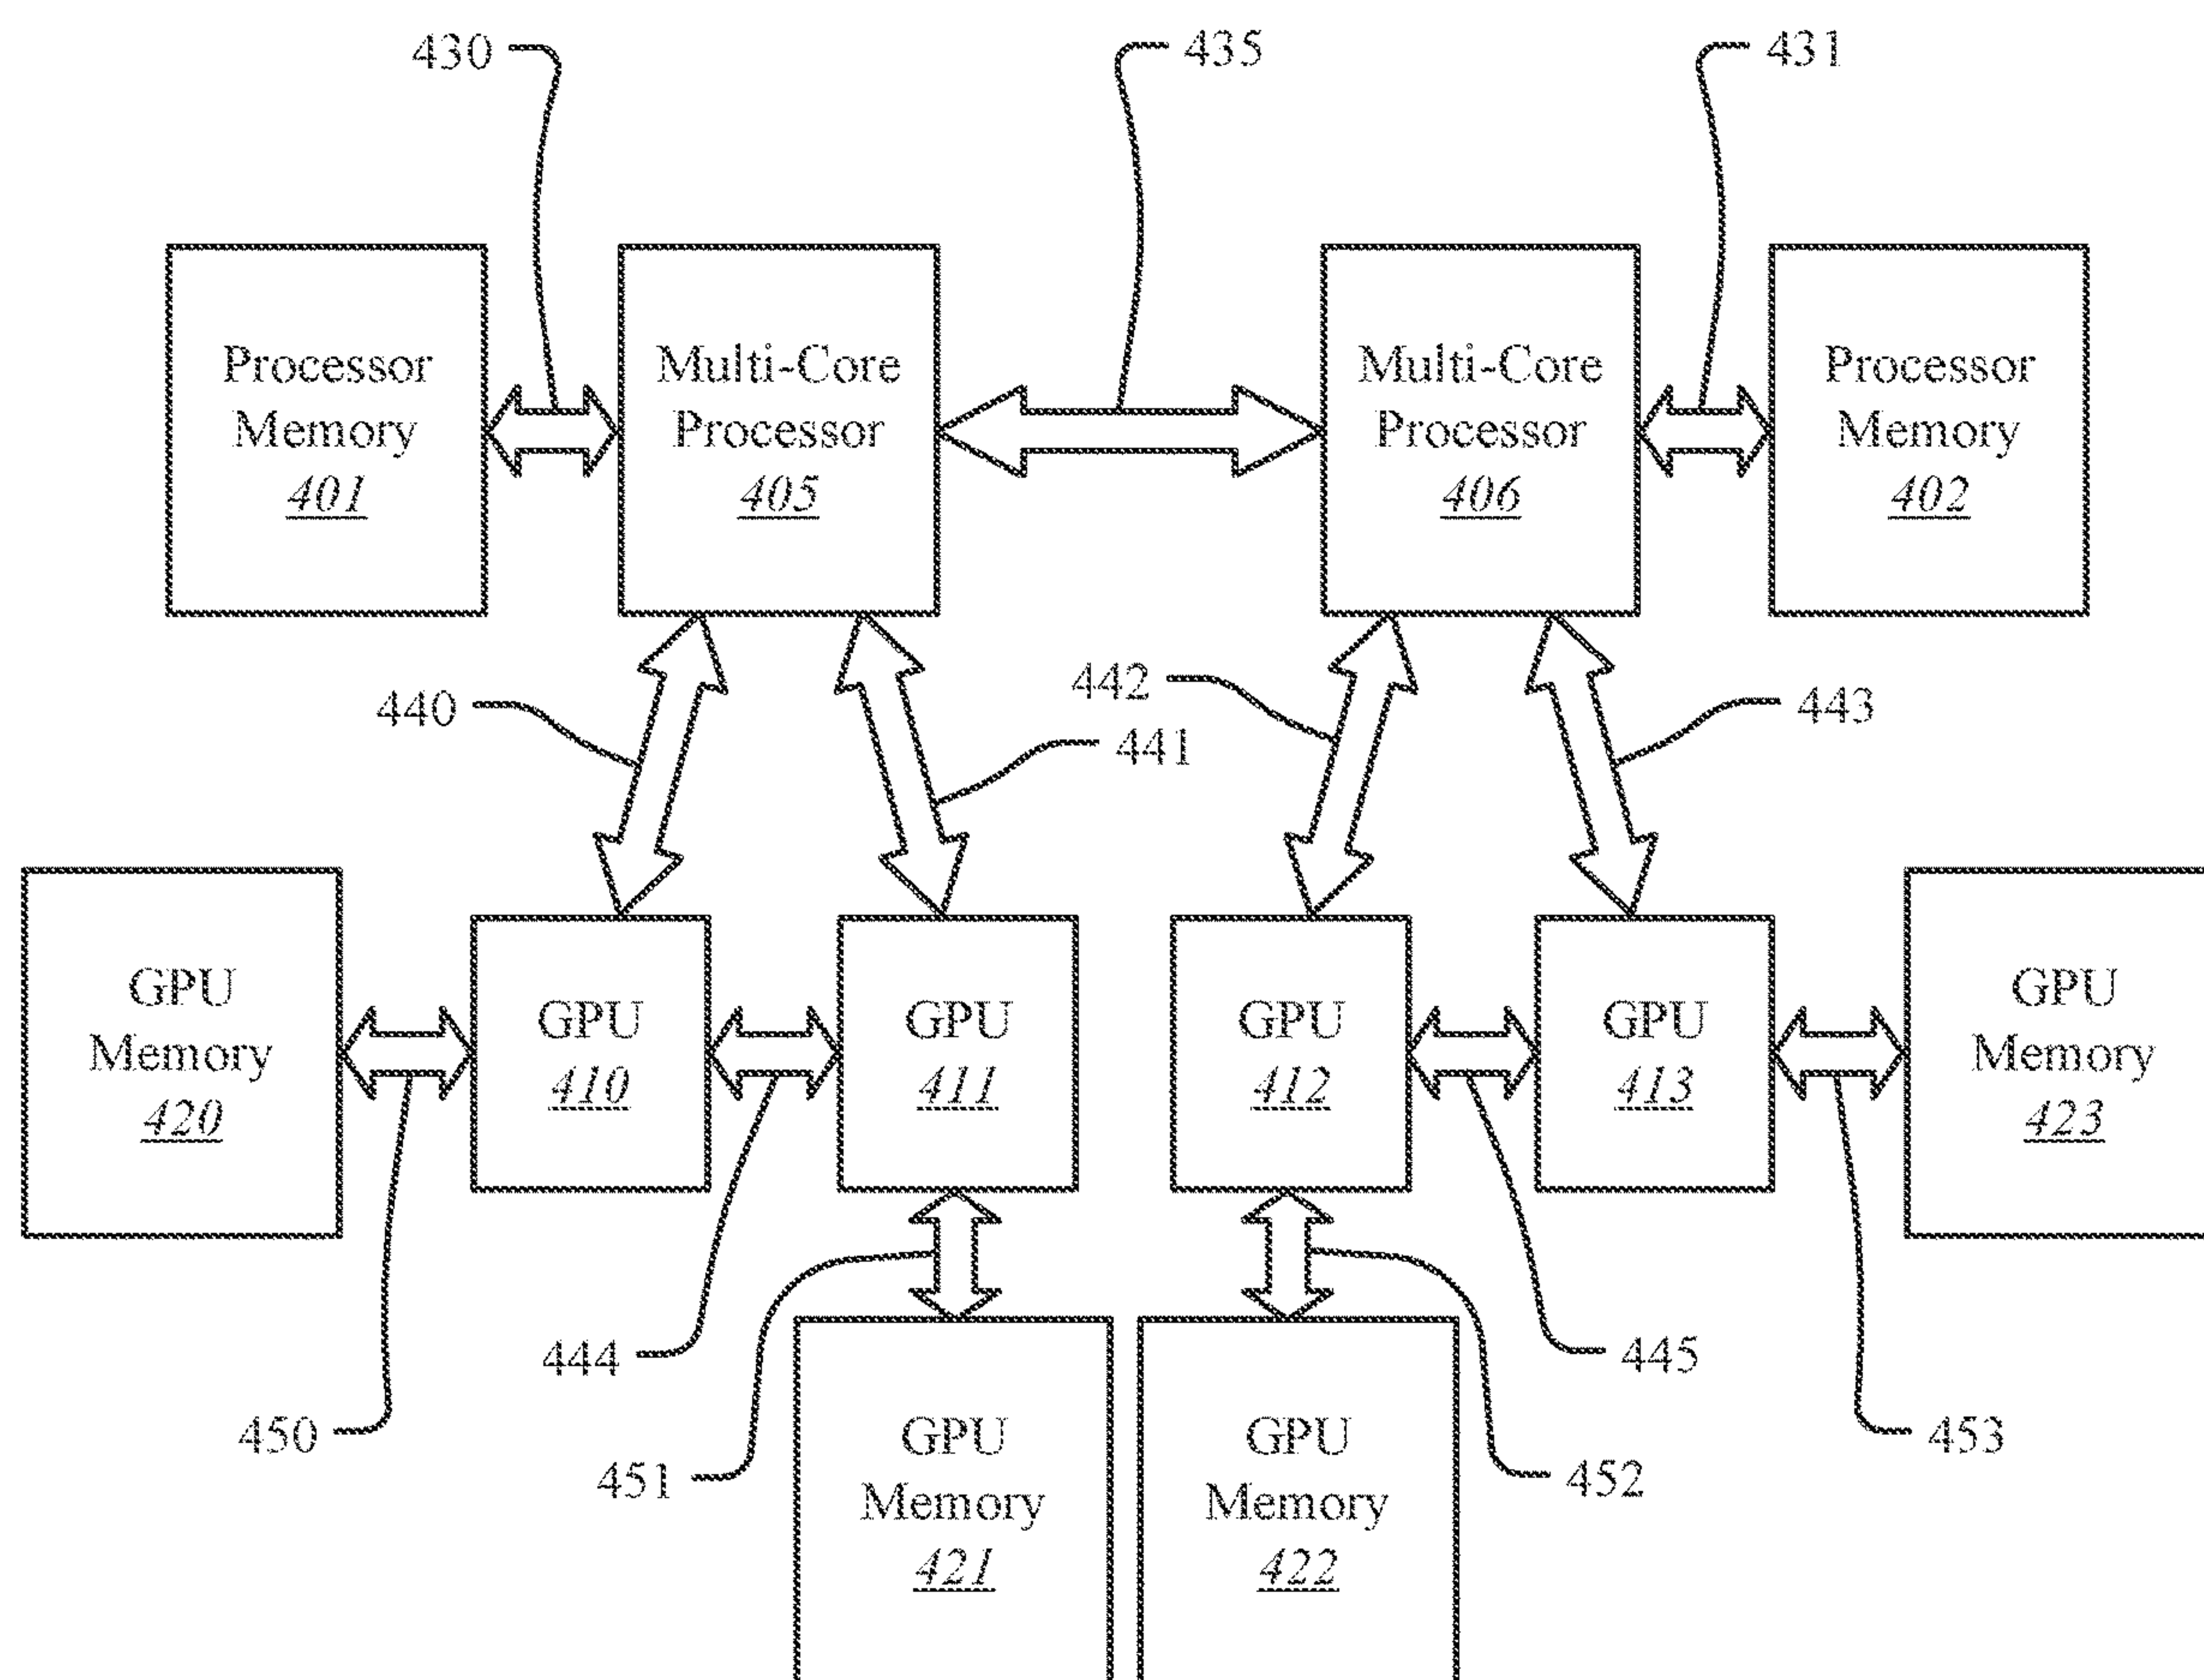 430
435
431
Processor
Memory
401
Multi-Core
Processor
405
Multi-Core
Processor
406
Processor
Memory
402
440
441
442
443
GPU
Memory
420
GPU
410
GPU
411
GPU
412
GPU
413
GPU
Memory
423
450
444
451
445
452
453
GPU
Memory
421
GPU
Memory
422